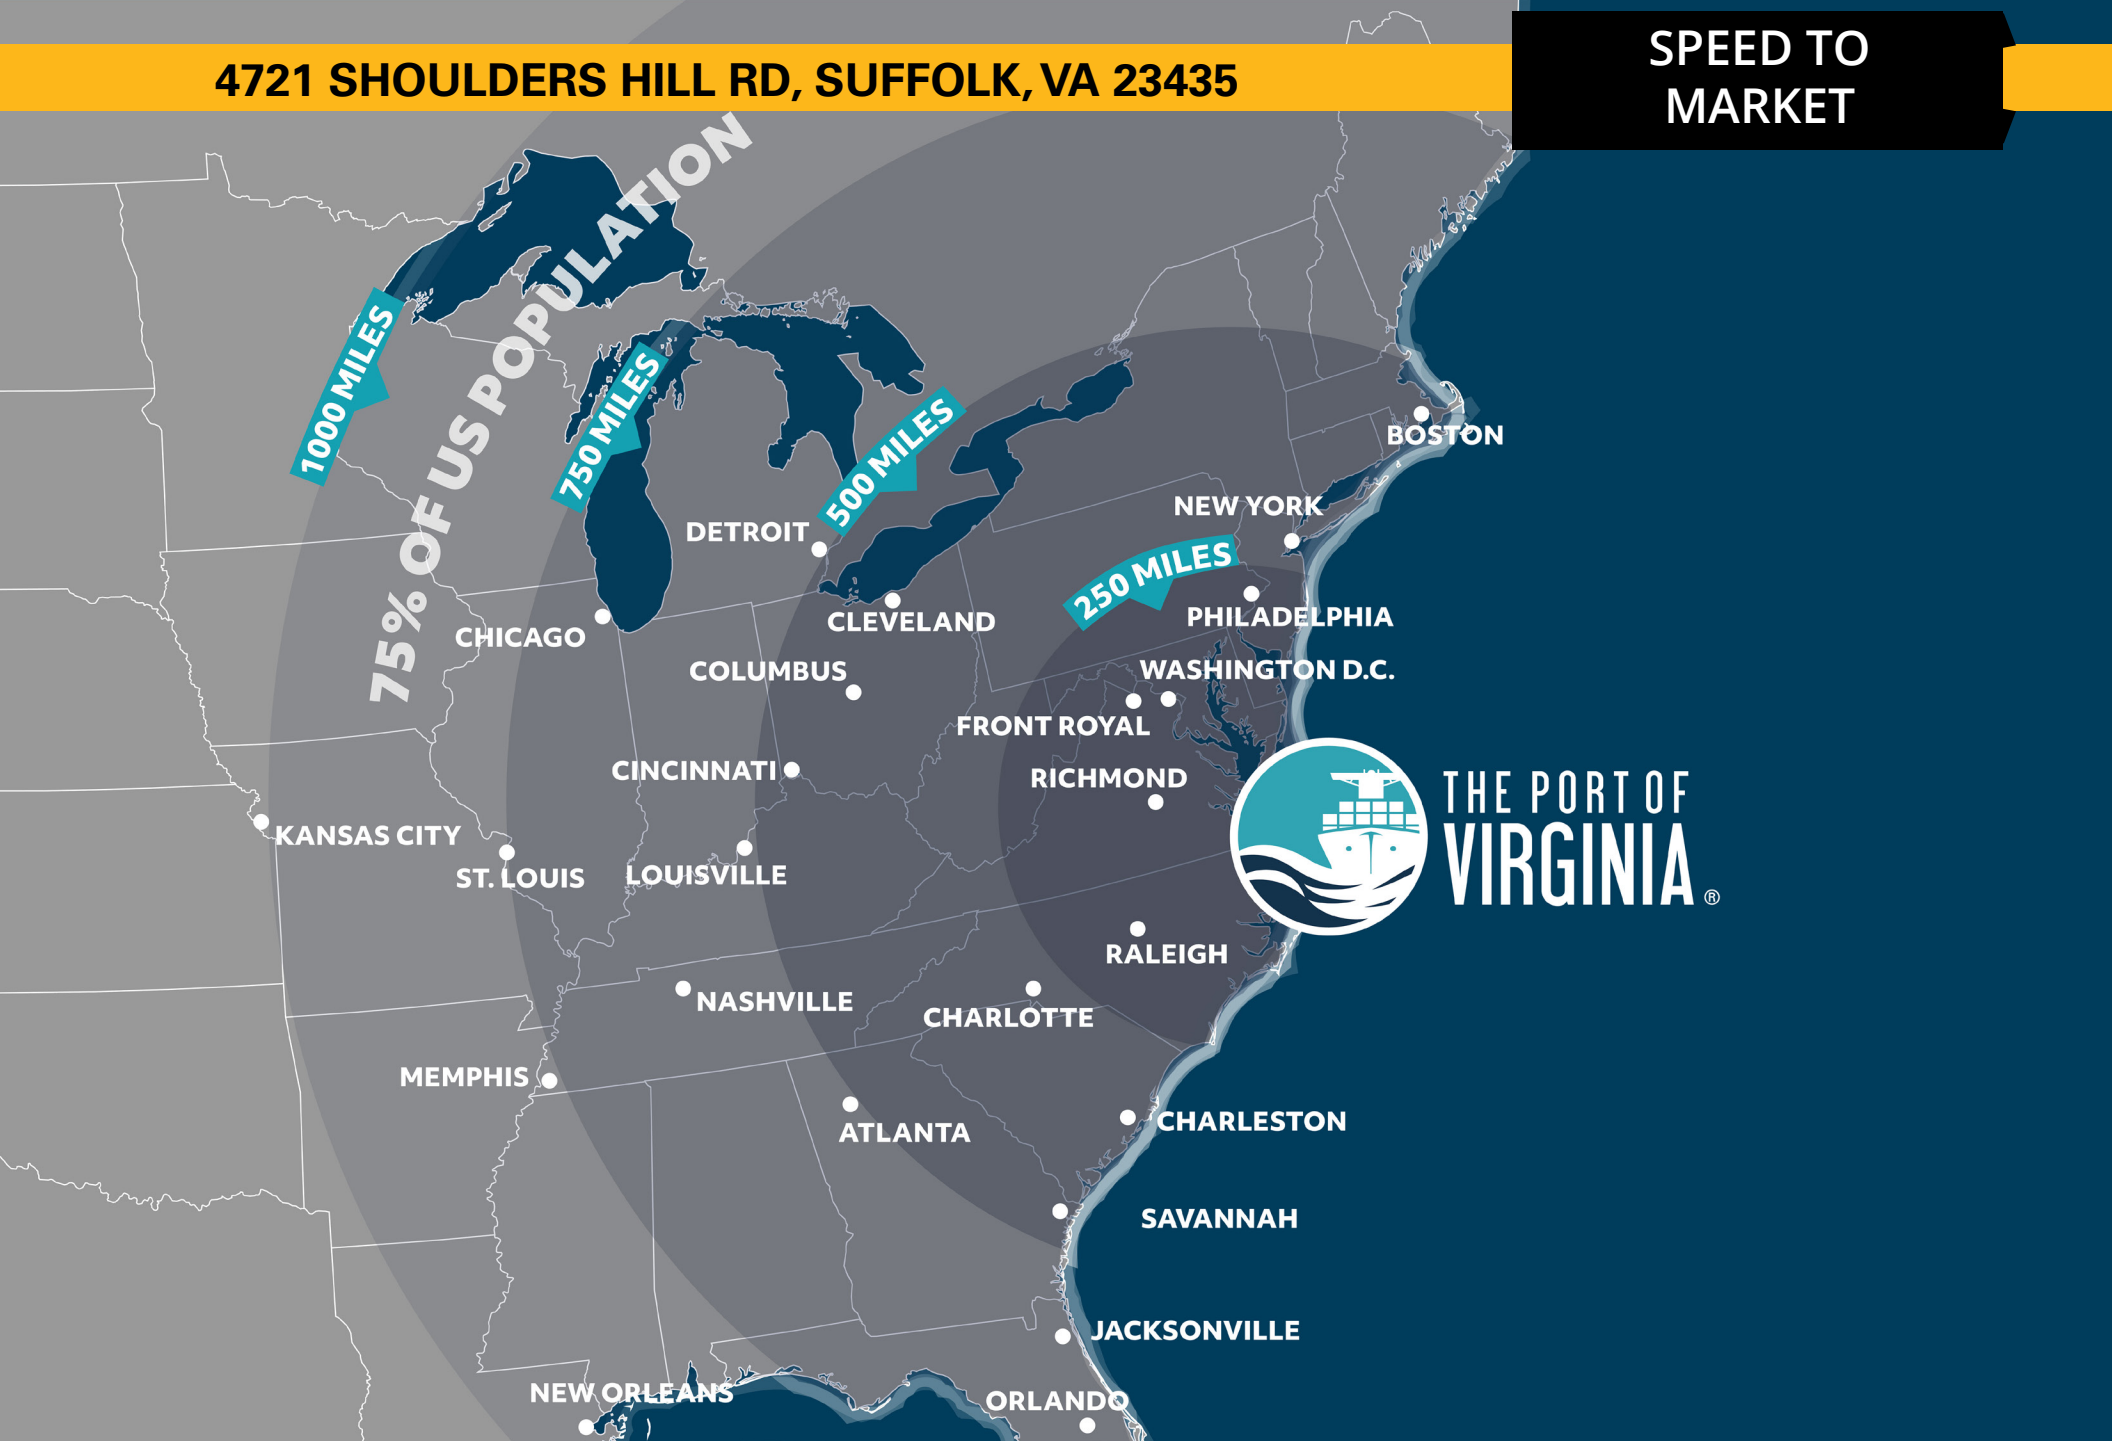 4721 SHOULDERS HILL RD, SUFFOLK, VA 23435
SPEED TO
MARKET
75% OF US POPULATION
1000 MILES
750 MILES
500 MILES
250 MILES
BOSTON
NEW YORK
DETROIT
PHILADELPHIA
CLEVELAND
CHICAGO
COLUMBUS
WASHINGTON D.C.
FRONT ROYAL
CINCINNATI
RICHMOND
THE PORT OF
VIRGINIA®
KANSAS CITY
ST. LOUIS
LOUISVILLE
RALEIGH
NASHVILLE
CHARLOTTE
MEMPHIS
ATLANTA
CHARLESTON
SAVANNAH
JACKSONVILLE
NEW ORLEANS
ORLANDO